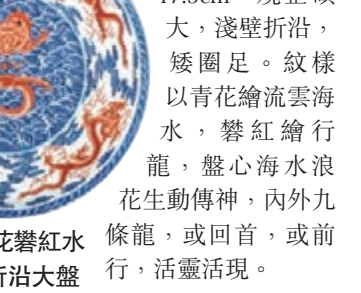 大，淺壁折沿，
矮圈足。紋樣
以青花繪流雲海
水，礬紅繪行
龍，盤心海水浪
花生動傳神，內外九
條龍，或回首，或前
行，活靈活現。
花礬紅水
折沿大盤